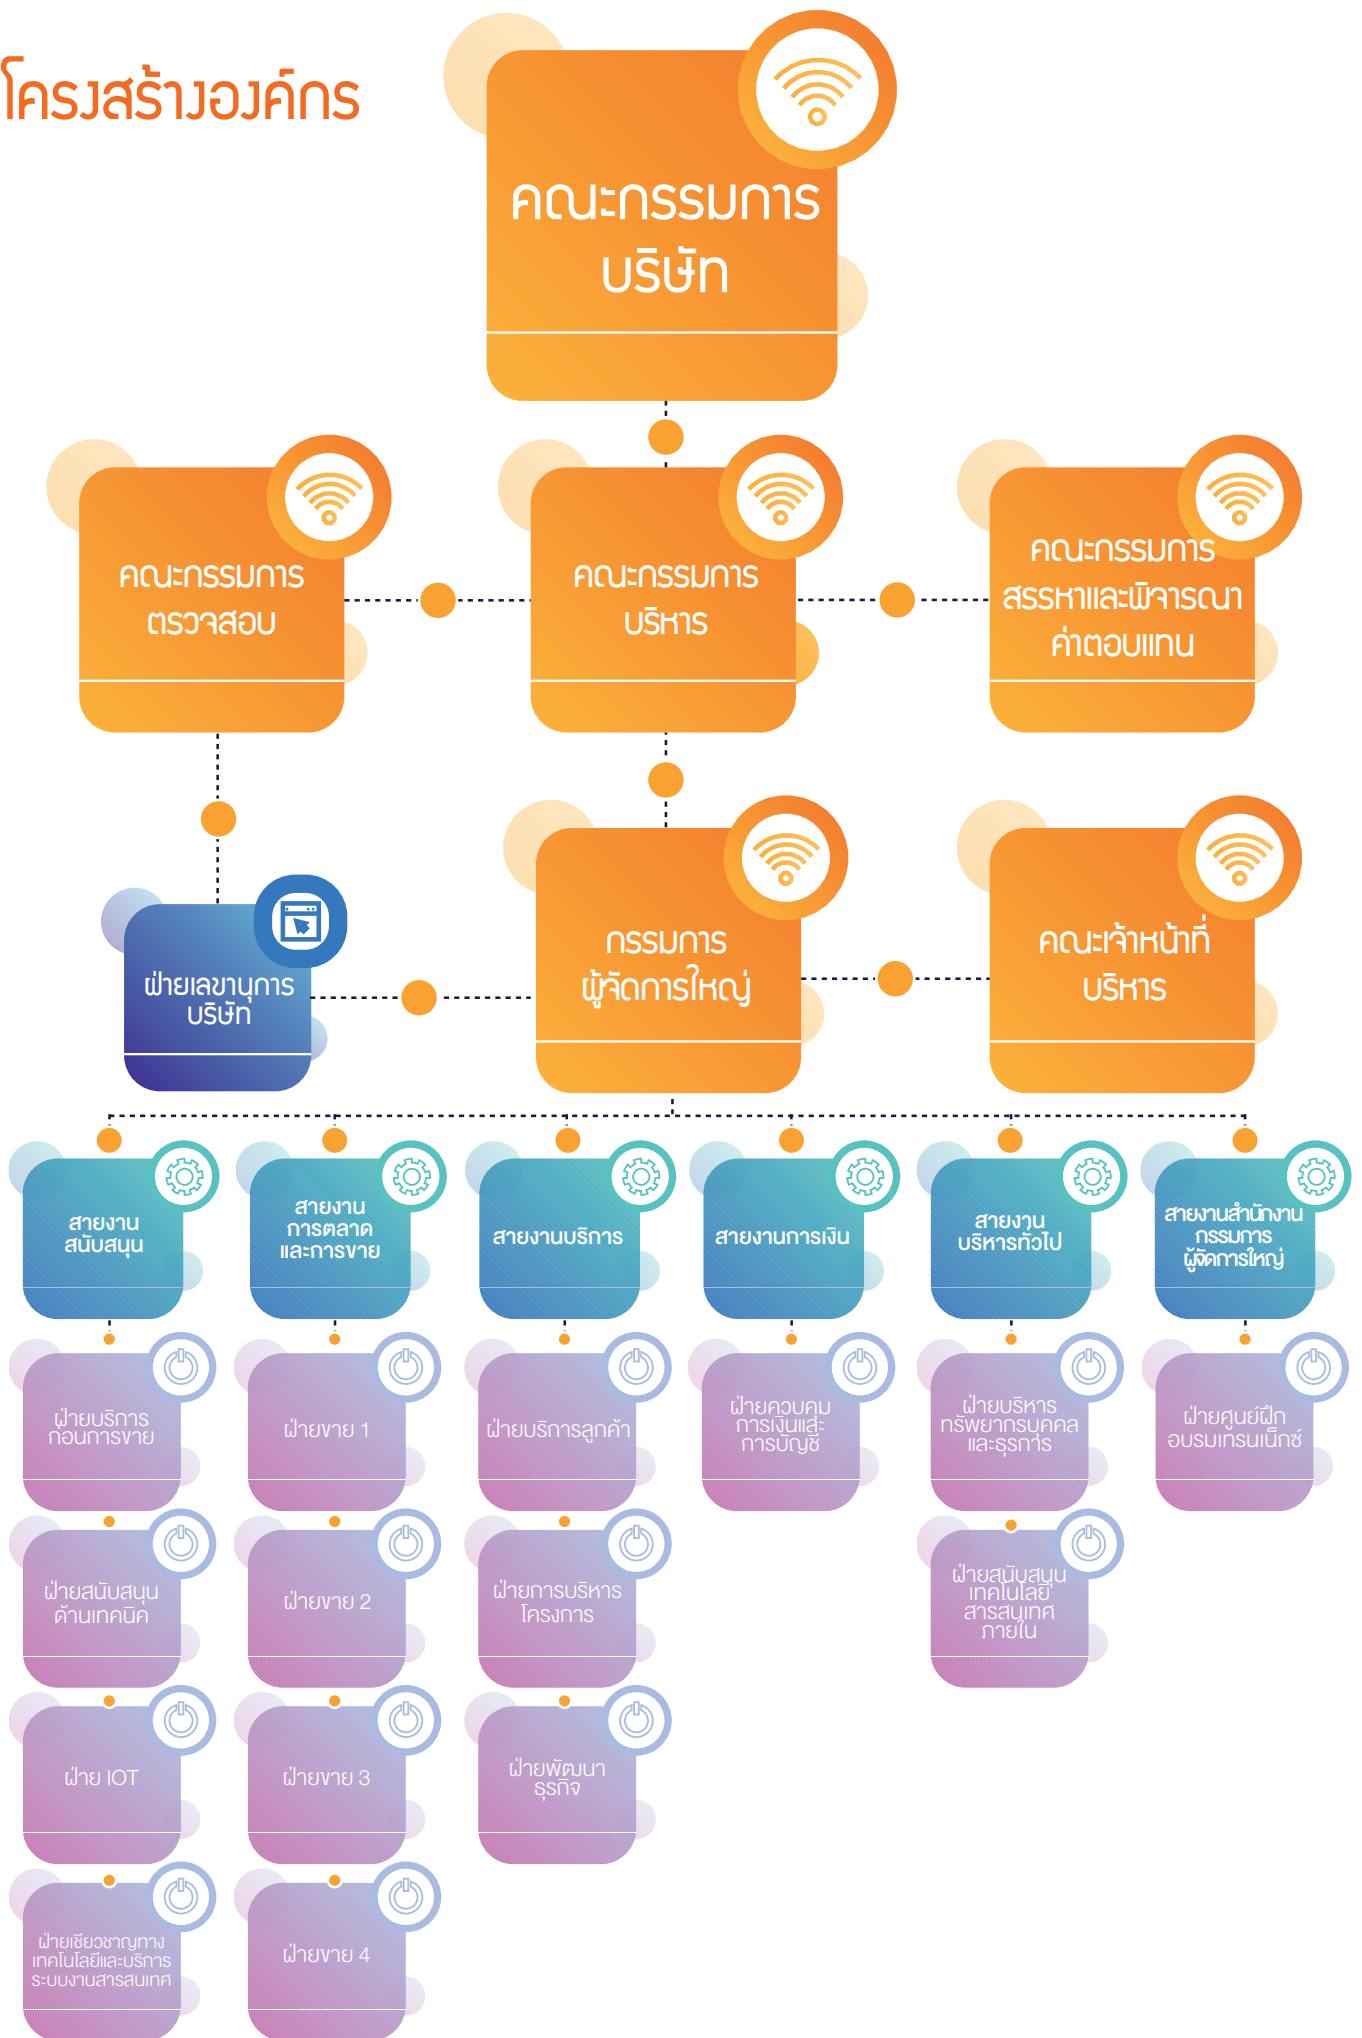 โครงสร้างองค์กร
คณะกรรมการ
บริษัท
คณะกรรมการ
ตรวจสอบ
คณะกรรมการ
บริหาร
คณะกรรมการ
สรรหาและพิจารณา
ค่าตอบแทน
ฝ่ายเลขานุการ
บริษัท
กรรมการ
ผู้จัดการใหญ่
คณะเจ้าหน้าที่
บริหาร
สายงาน
สนับสนุน
สายงาน
การตลาด
และการขาย
สายงานบริการ
สายงานการเงิน
สายงาน
บริหารทั่วไป
สายงานสำนักงาน
กรรมการ
ผู้จัดการใหญ่
ฝ่ายบริการ
ก่อนการขาย
ฝ่ายขาย 1
ฝ่ายบริการลูกค้า
ฝ่ายควบคุม
การเงินและ
การบัญชี
ฝ่ายบริหาร
ทรัพยากรบุคคล
และธุรการ
ฝ่ายศูนย์ฝึก
อบรมเทรนเน็กซ์
ฝ่ายสนับสนุน
ด้านเทคนิค
ฝ่ายขาย 2
ฝ่ายการบริหาร
โครงการ
ฝ่ายสนับสนุน
เทคโนโลยี
สารสนเทศ
ภายใน
ฝ่าย IOT
ฝ่ายขาย 3
ฝ่ายพัฒนา
ธุรกิจ
ฝ่ายเชี่ยวชาญทาง
เทคโนโลยีและบริการ
ระบบงานสารสนเทศ
ฝ่ายขาย 4